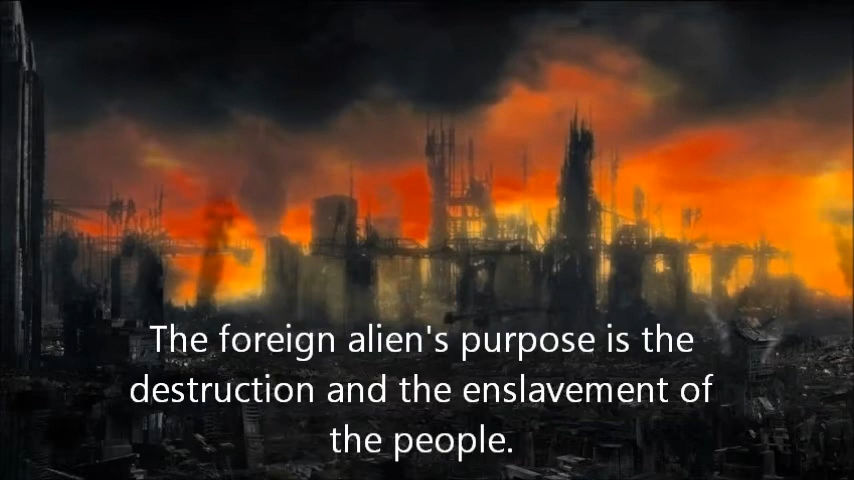 The foreign alien's purpose is the
destruction and the enslavement of
the people.